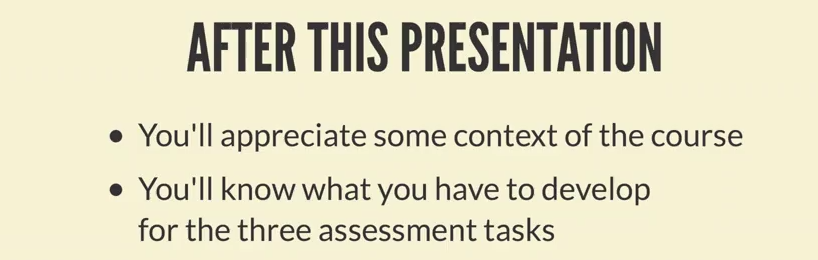 AFTER THIS PRESENTATION
• You'll appreciate some context of the course
• You'll know what you have to develop
for the three assessment tasks